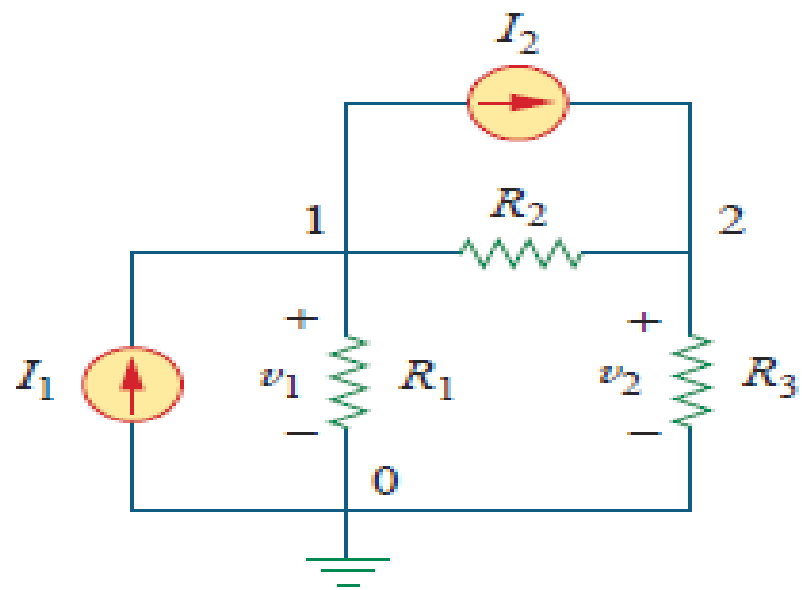 I₂
R₂
1
2
+
+
I₁
v₁
R₁
v₂
R₃
−
−
0